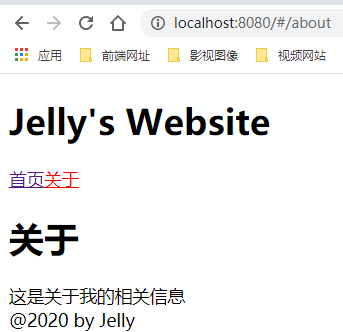 localhost:8080/#/about
应用 前端网址 影视图像 视频网站
Jelly's Website
首页关于
关于
这是关于我的相关信息
@2020 by Jelly